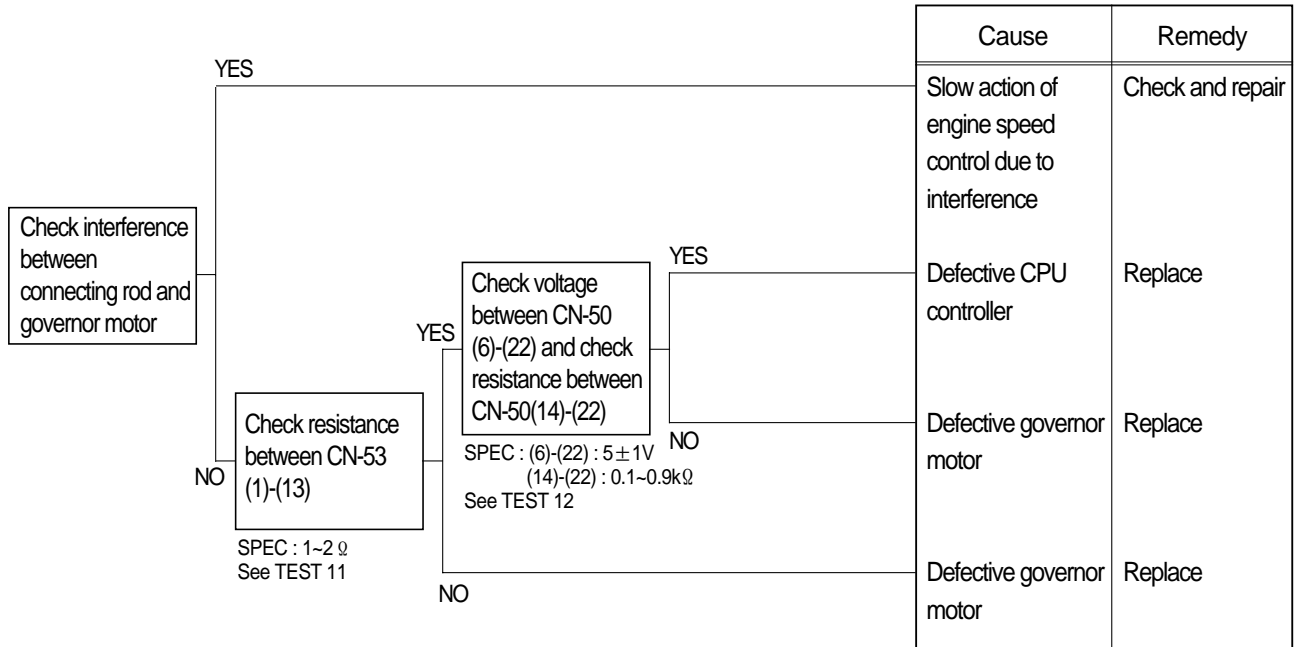 Cause
Remedy
YES
Slow action of
engine speed
control due to
interference
Check and repair
Check interference
between
connecting rod and
governor motor
YES
Check voltage
between CN-50
(6)-(22) and check
resistance between
CN-50(14)-(22)
YES
Defective CPU
controller
Replace
NO
Check resistance
between CN-53
(1)-(13)
SPEC : (6)-(22) : 5±1V
(14)-(22) : 0.1~0.9kΩ
See TEST 12
NO
Defective governor
motor
Replace
SPEC : 1~2 Ω
See TEST 11
NO
Defective governor
motor
Replace